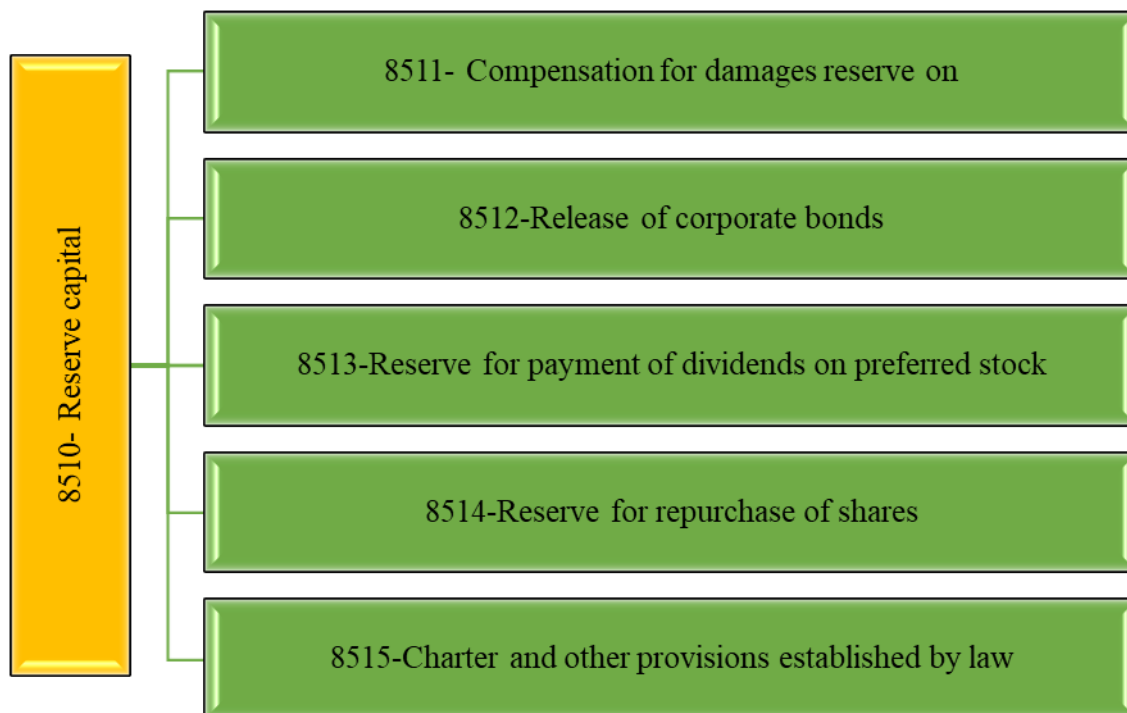 8510- Reserve capital
8511- Compensation for damages reserve on
8512-Release of corporate bonds
8513-Reserve for payment of dividends on preferred stock
8514-Reserve for repurchase of shares
8515-Charter and other provisions established by law